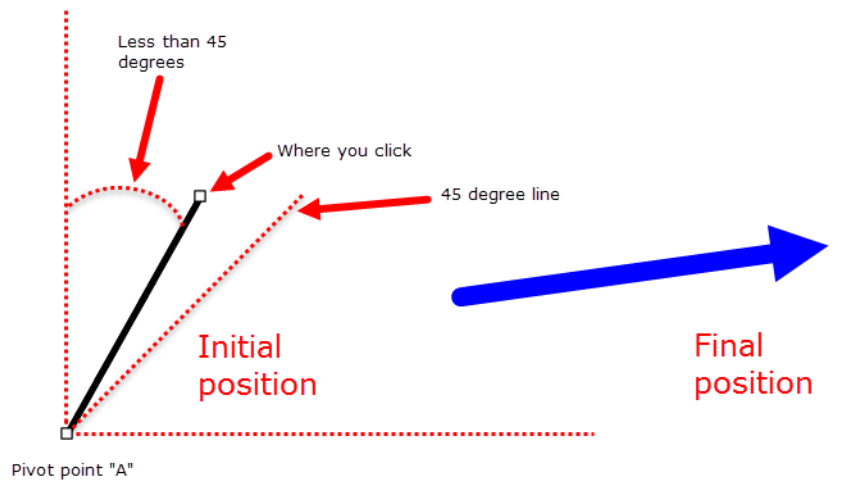 Less than 45
degrees
Where you click
45 degree line
Initial
position
Final
position
Pivot point "A"